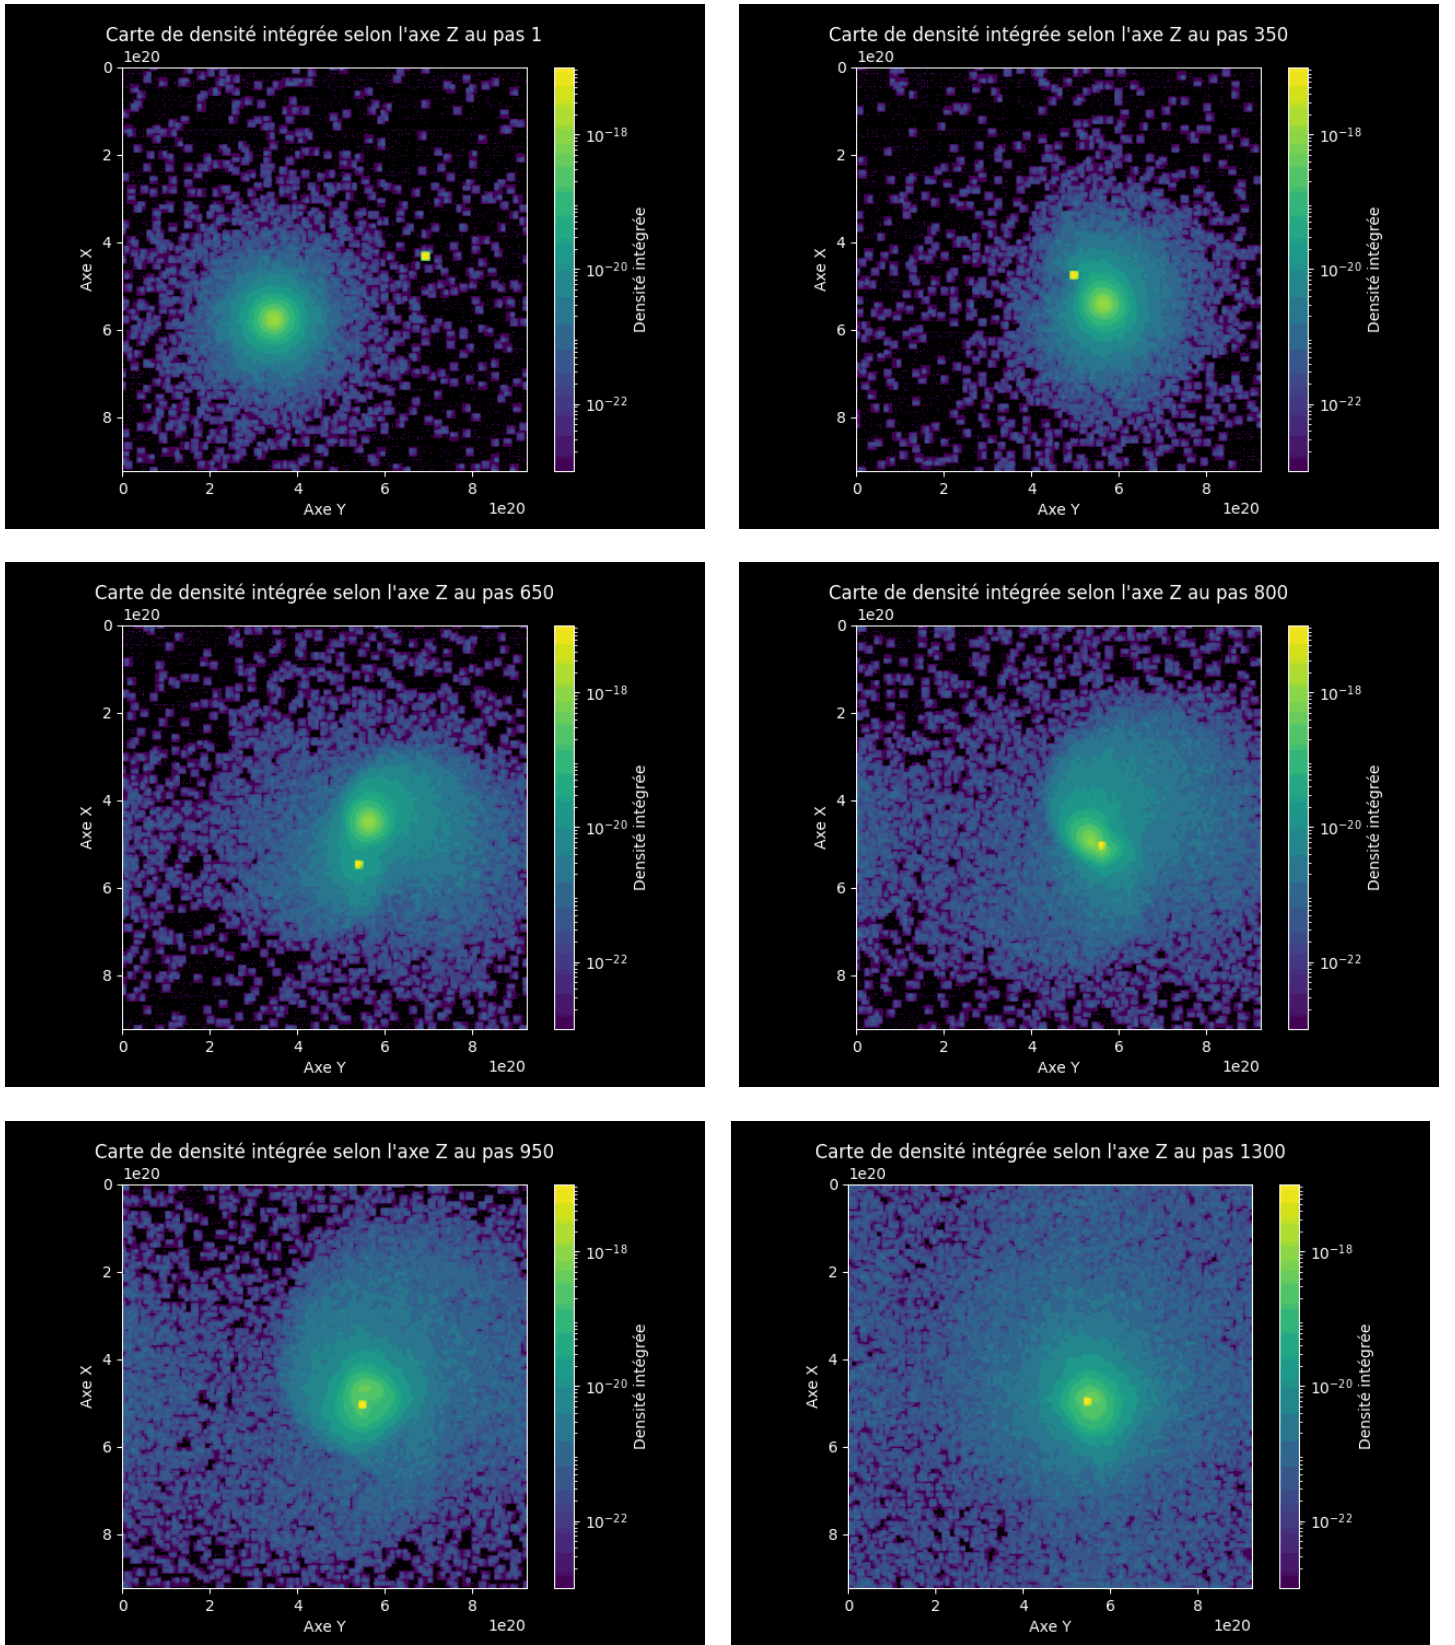 Carte de densité intégrée selon l'axe Z au pas 1
1e20
0
2
4
6
8
Axe X
0 2 4 6 8
1e20
Axe Y
10⁻¹⁸
10⁻²⁰
10⁻²²
Densité intégrée
Carte de densité intégrée selon l'axe Z au pas 350
1e20
0
2
4
6
8
Axe X
0 2 4 6 8
1e20
Axe Y
10⁻¹⁸
10⁻²⁰
10⁻²²
Densité intégrée
Carte de densité intégrée selon l'axe Z au pas 650
1e20
0
2
4
6
8
Axe X
0 2 4 6 8
1e20
Axe Y
10⁻¹⁸
10⁻²⁰
10⁻²²
Densité intégrée
Carte de densité intégrée selon l'axe Z au pas 800
1e20
0
2
4
6
8
Axe X
0 2 4 6 8
1e20
Axe Y
10⁻¹⁸
10⁻²⁰
10⁻²²
Densité intégrée
Carte de densité intégrée selon l'axe Z au pas 950
1e20
0
2
4
6
8
Axe X
0 2 4 6 8
1e20
Axe Y
10⁻¹⁸
10⁻²⁰
10⁻²²
Densité intégrée
Carte de densité intégrée selon l'axe Z au pas 1300
1e20
0
2
4
6
8
Axe X
0 2 4 6 8
1e20
Axe Y
10⁻¹⁸
10⁻²⁰
10⁻²²
Densité intégrée